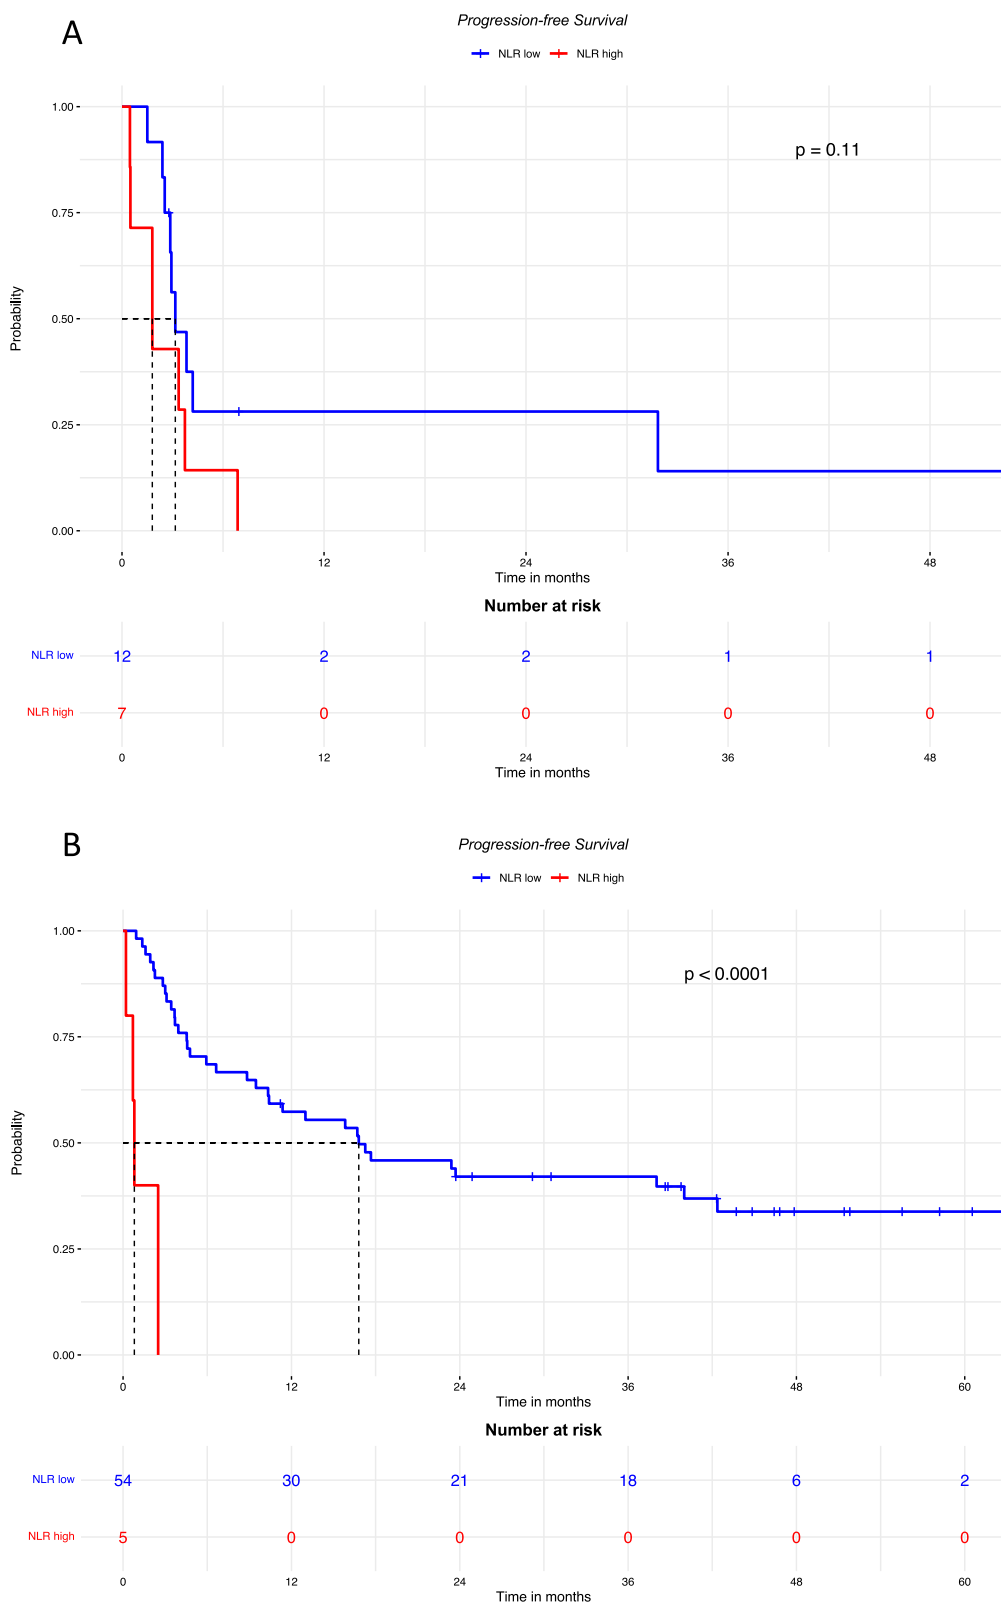 A
Progression-free Survival
NLR low NLR high
1.00
p = 0.11
0.75
0.50
0.25
0.00
Probability
0 12 24 36 48
Time in months
Number at risk
NLR low 12 2 2 1 1
NLR high 7 0 0 0 0
0 12 24 36 48
Time in months
B
Progression-free Survival
NLR low NLR high
1.00
p < 0.0001
0.75
0.50
0.25
0.00
Probability
0 12 24 36 48 60
Time in months
Number at risk
NLR low 54 30 21 18 6 2
NLR high 5 0 0 0 0 0
0 12 24 36 48 60
Time in months